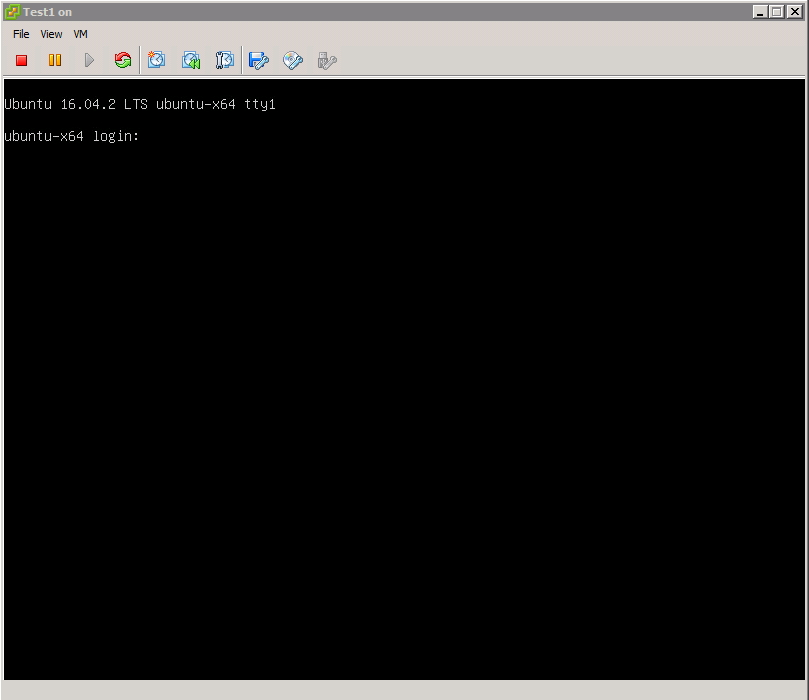 Test1 on
File View VM
Ubuntu 16.04.2 LTS ubuntu-x64 tty1
ubuntu-x64 login: